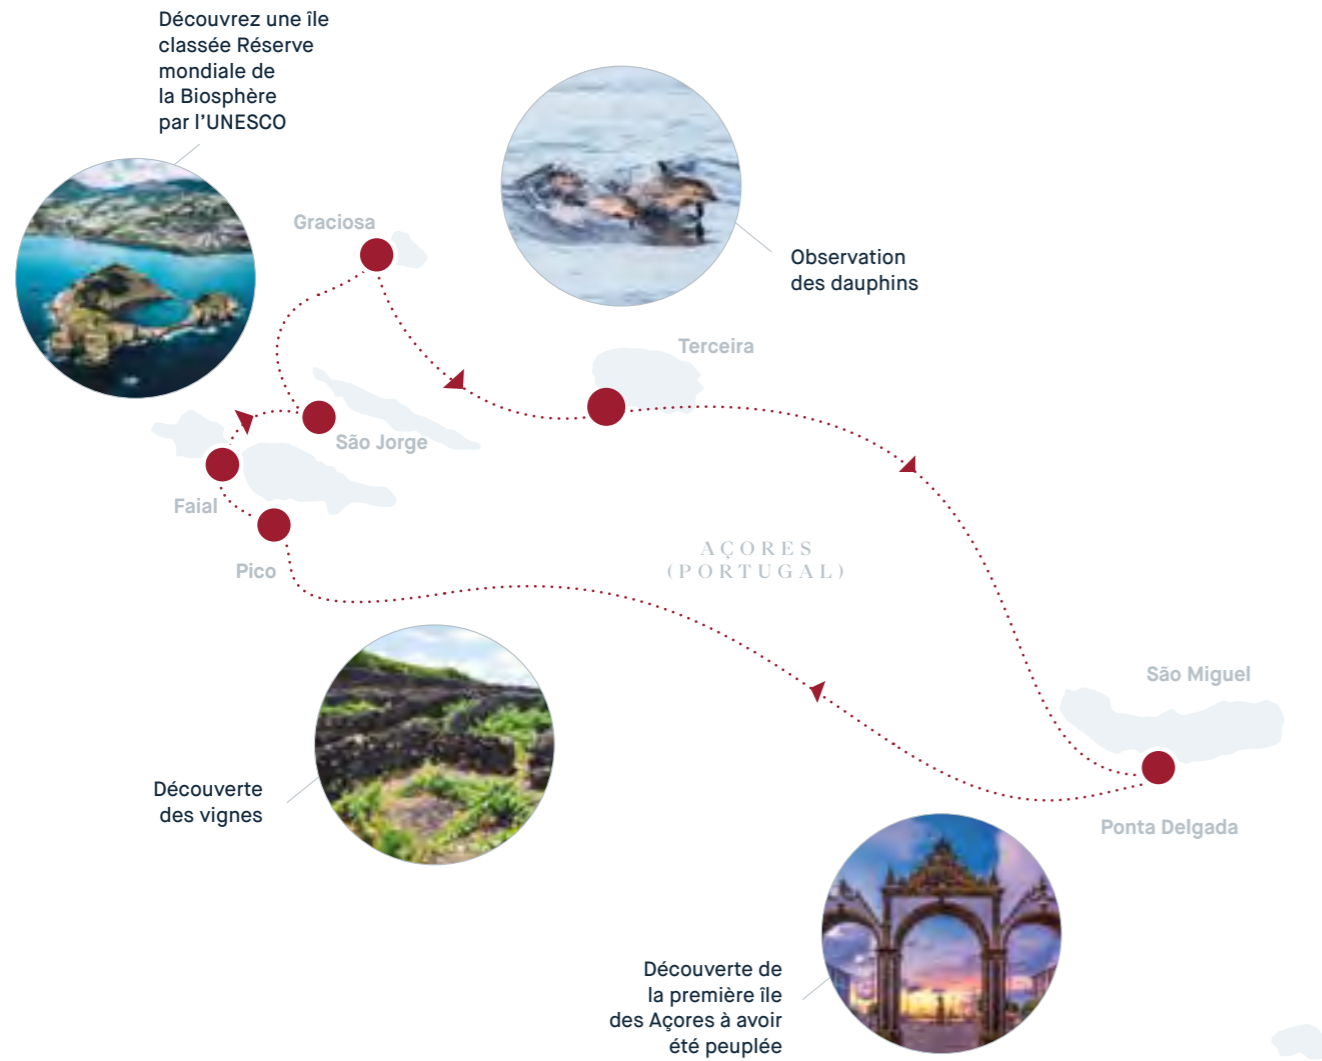 Découvrez une île
classée Réserve
mondiale de
la Biosphère
par l'UNESCO
Graciosa
Observation
des dauphins
Terceira
São Jorge
Faial
Pico
AÇORES
(PORTUGAL)
São Miguel
Ponta Delgada
Découverte
des vignes
Découverte de
la première île
des Açores à avoir
été peuplée